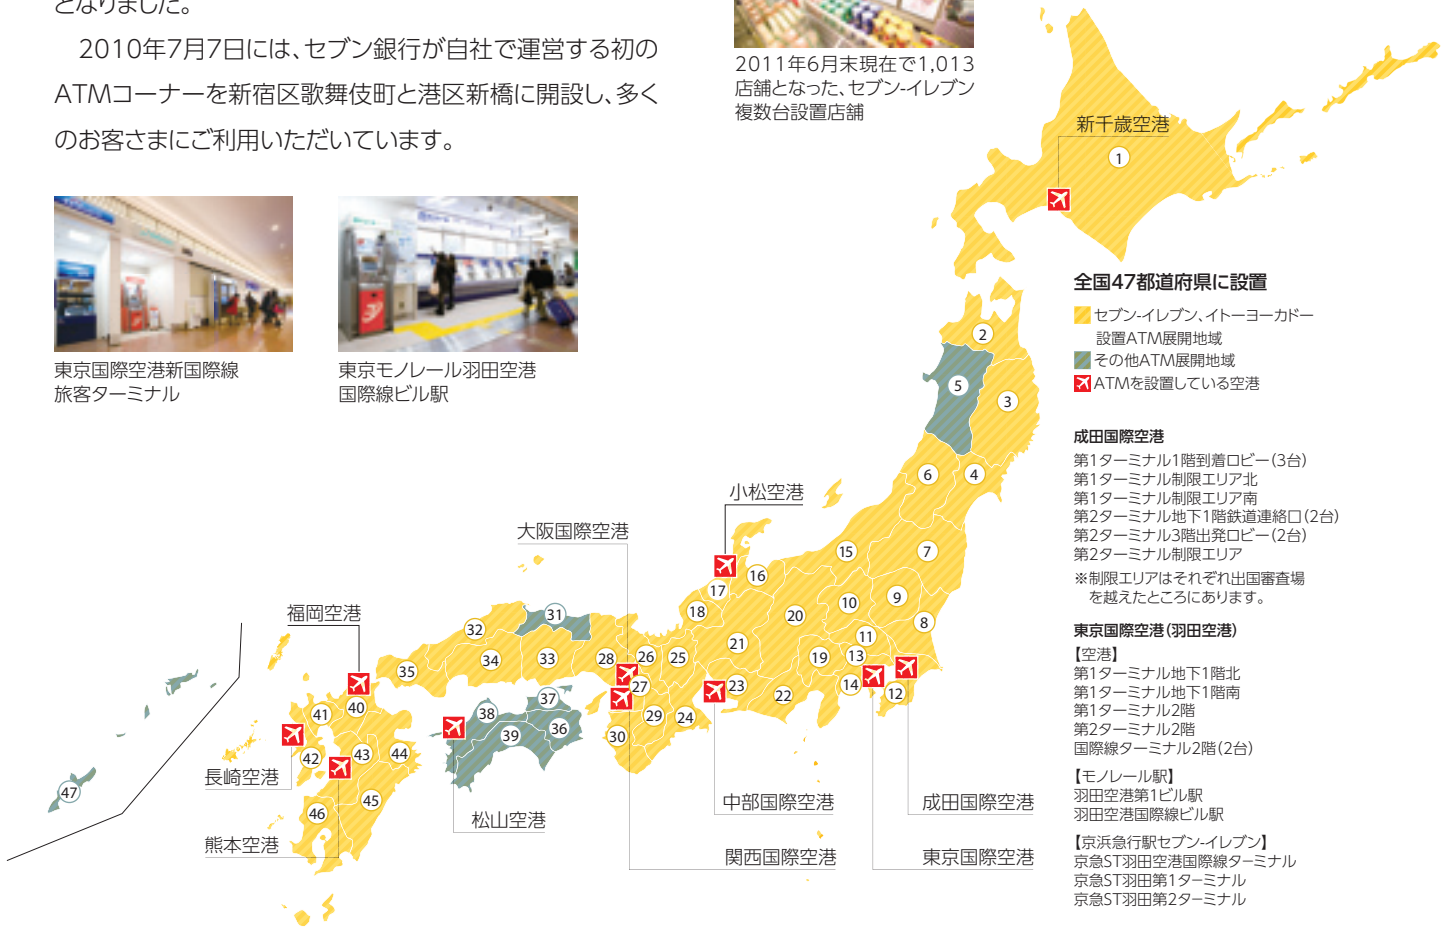 となりました。
2010年7月7日には、セブン銀行が自社で運営する初の
ATMコーナーを新宿区歌舞伎町と港区新橋に開設し、多く
のお客さまにご利用いただいています。
2011年6月末現在で1,013
店舗となった、セブン-イレブン
複数台設置店舗
東京国際空港新国際線
旅客ターミナル
東京モノレール羽田空港
国際線ビル駅
新千歳空港
1
2
5
3
6
4
小松空港
大阪国際空港
15
7
16
17
9
10
20
18
8
福岡空港
31
32
11
21
26
25
28
33
34
19
13
35
27
23
14
12
22
37
40
41
38
29
24
36
39
30
43
44
42
長崎空港
47
45
46
中部国際空港
成田国際空港
松山空港
熊本空港
関西国際空港
東京国際空港
全国47都道府県に設置
セブン-イレブン、イトーヨーカドー
設置ATM展開地域
その他ATM展開地域
ATMを設置している空港
成田国際空港
第1ターミナル1階到着ロビー(3台)
第1ターミナル制限エリア北
第1ターミナル制限エリア南
第2ターミナル地下1階鉄道連絡口(2台)
第2ターミナル3階出発ロビー(2台)
第2ターミナル制限エリア
※制限エリアはそれぞれ出国審査場
を越えたところにあります。
東京国際空港(羽田空港)
【空港】
第1ターミナル地下1階北
第1ターミナル地下1階南
第1ターミナル2階
第2ターミナル2階
国際線ターミナル2階(2台)
【モノレール駅】
羽田空港第1ビル駅
羽田空港国際線ビル駅
【京浜急行駅セブン-イレブン】
京急ST羽田空港国際線ターミナル
京急ST羽田第1ターミナル
京急ST羽田第2ターミナル